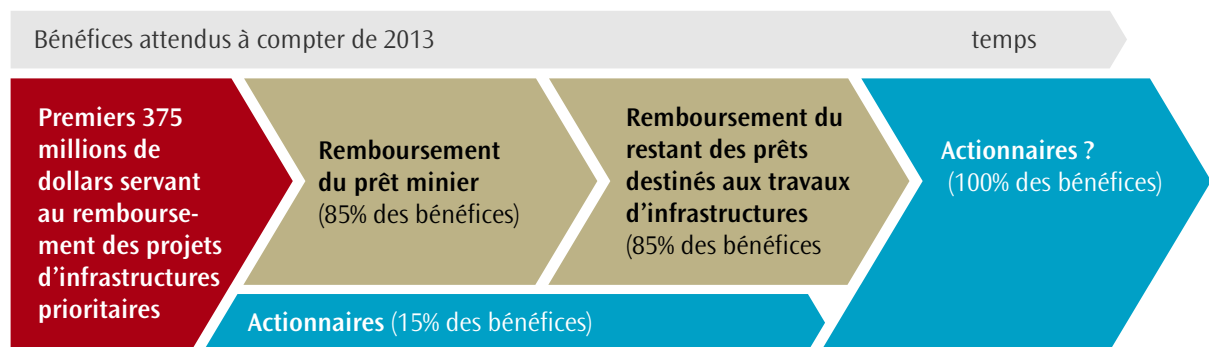 Bénéfices attendus à compter de 2013
temps
Premiers 375
millions de
dollars servant
au rembourse-
ment des projets
d’infrastructures
prioritaires
Remboursement
du prêt minier
(85% des bénéfices)
Remboursement du
restant des prêts
destinés aux travaux
d’infrastructures
(85% des bénéfices
Actionnaires ?
(100% des bénéfices)
Actionnaires (15% des bénéfices)